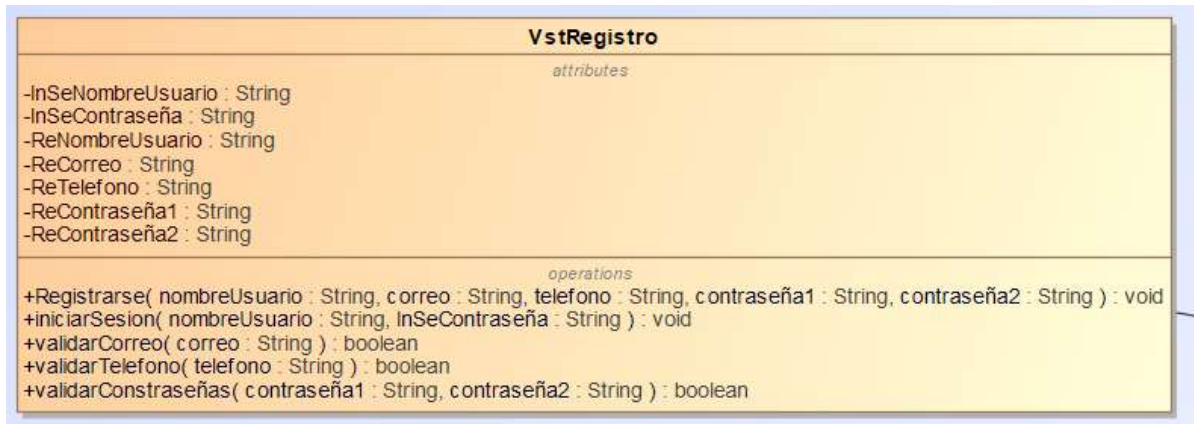 VstRegistro
attributes
-InSeNombreUsuario : String
-InSeContraseña : String
-ReNombreUsuario : String
-ReCorreo : String
-ReTelefono : String
-ReContraseña1 : String
-ReContraseña2 : String
operations
+Registrarse( nombreUsuario : String, correo : String, telefono : String, contraseña1 : String, contraseña2 : String ) : void
+iniciarSesion( nombreUsuario : String, InSeContraseña : String ) : void
+validarCorreo( correo : String ) : boolean
+validarTelefono( telefono : String ) : boolean
+validarConstraseñas( contraseña1 : String, contraseña2 : String ) : boolean